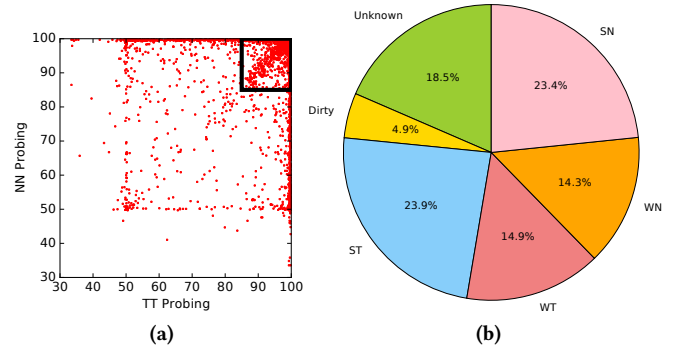 100
90
80
70
60
50
40
30
NN Probing
30 40 50 60 70 80 90 100
TT Probing
(a)
Unknown
SN
18.5%
23.4%
Dirty
4.9%
14.3%
WN
23.9%
14.9%
ST
WT
(b)